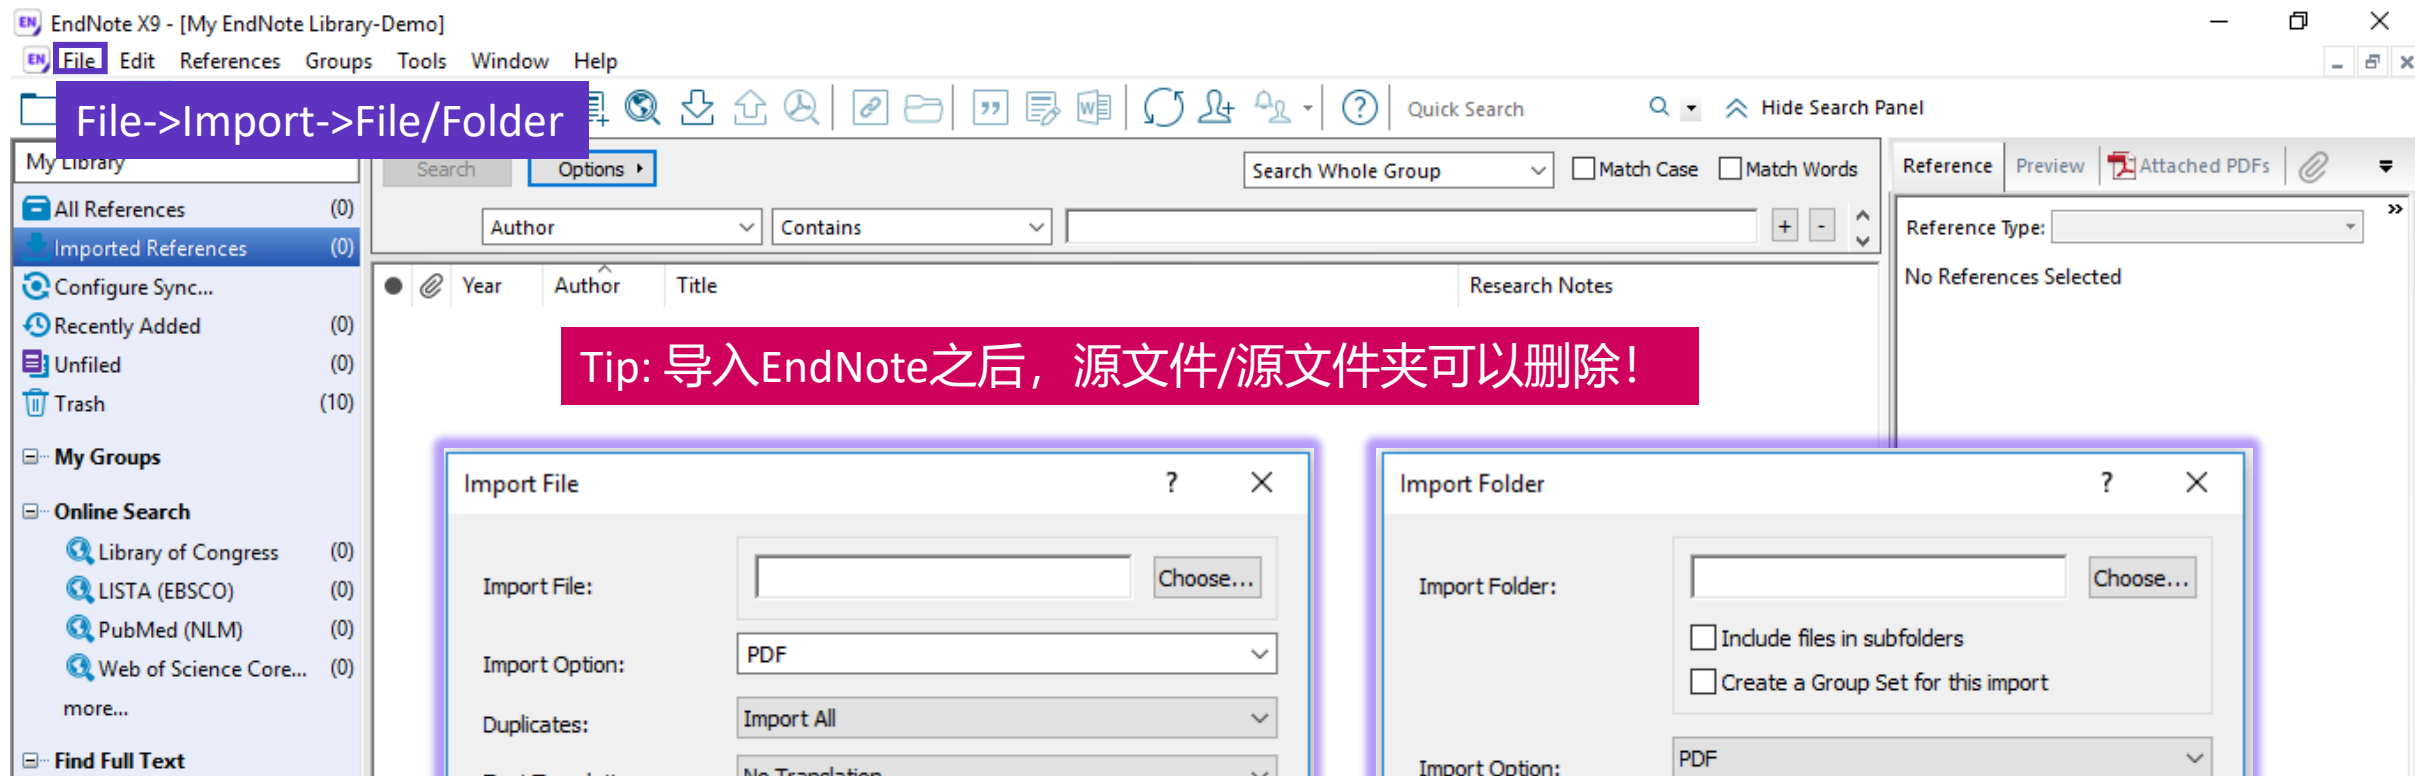 EndNote X9 - [My EndNote Library-Demo]
File Edit References Groups Tools Window Help
File->Import->File/Folder
Quick Search
Hide Search Panel
My Library
Search
Options
Search Whole Group
Match Case
Match Words
Reference
Preview
Attached PDFs
All References (0)
Author
Contains
+ -
Reference Type:
Imported References (0)
No References Selected
Configure Sync...
Year Author Title Research Notes
Recently Added (0)
Unfiled (0)
Trash (10)
Tip: 导入EndNote之后，源文件/源文件夹可以删除！
My Groups
Online Search
Library of Congress (0)
LISTA (EBSCO) (0)
PubMed (NLM) (0)
Web of Science Core... (0)
more...
Find Full Text
Import File
Import File:
Choose...
Import Option:
PDF
Duplicates:
Import All
No Translation
Import Folder
Import Folder:
Choose...
Include files in subfolders
Create a Group Set for this import
Import Option:
PDF